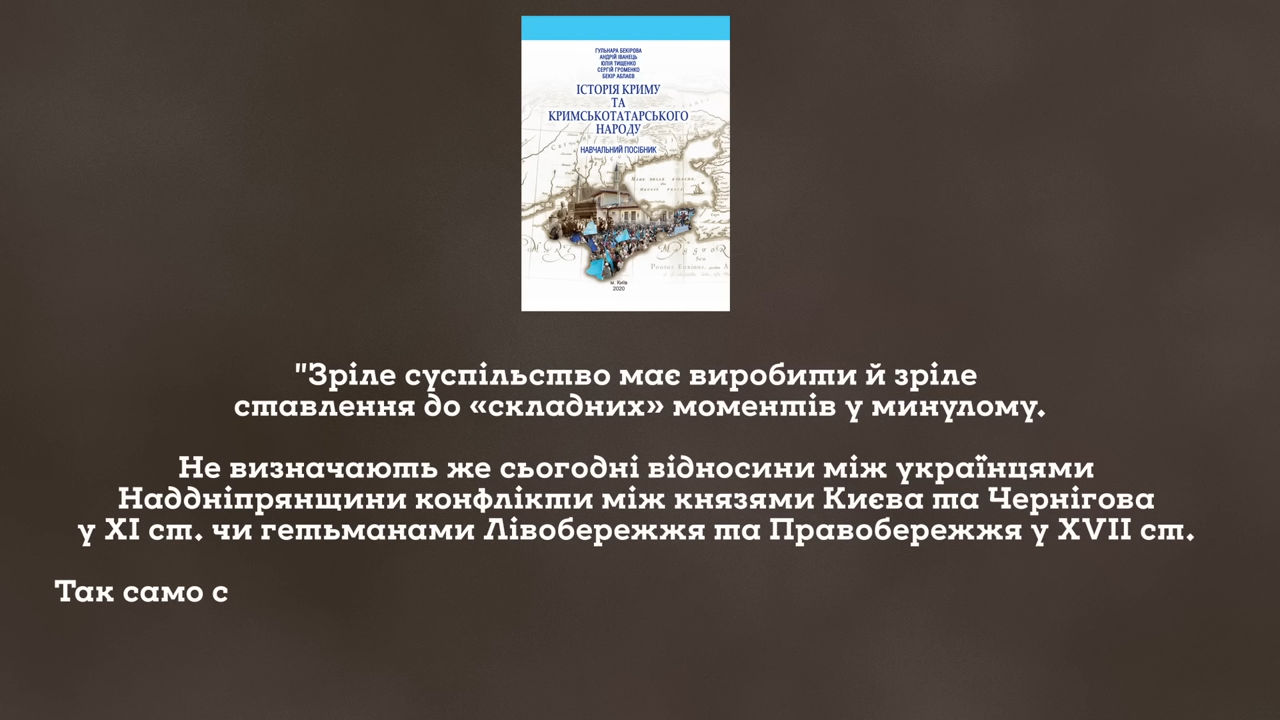 ГУЛЬНАРА БЕКІРОВА
АНДРІЙ ІВАНЕЦЬ
ЮЛІЯ ТИЩЕНКО
СЕРГІЙ ГРОМЕНКО
БЕКІР АБЛАЄВ
ІСТОРІЯ КРИМУ
ТА
КРИМСЬКОТАТАРСЬКОГО
НАРОДУ
НАВЧАЛЬНИЙ ПОСІБНИК
м. Київ
2020
"Зріле суспільство має виробити й зріле
ставлення до «складних» моментів у минулому.
Не визначають же сьогодні відносини між українцями
Наддніпрянщини конфлікти між князями Києва та Чернігова
у XI ст. чи гетьманами Лівобережжя та Правобережжя у XVII ст.
Так само с